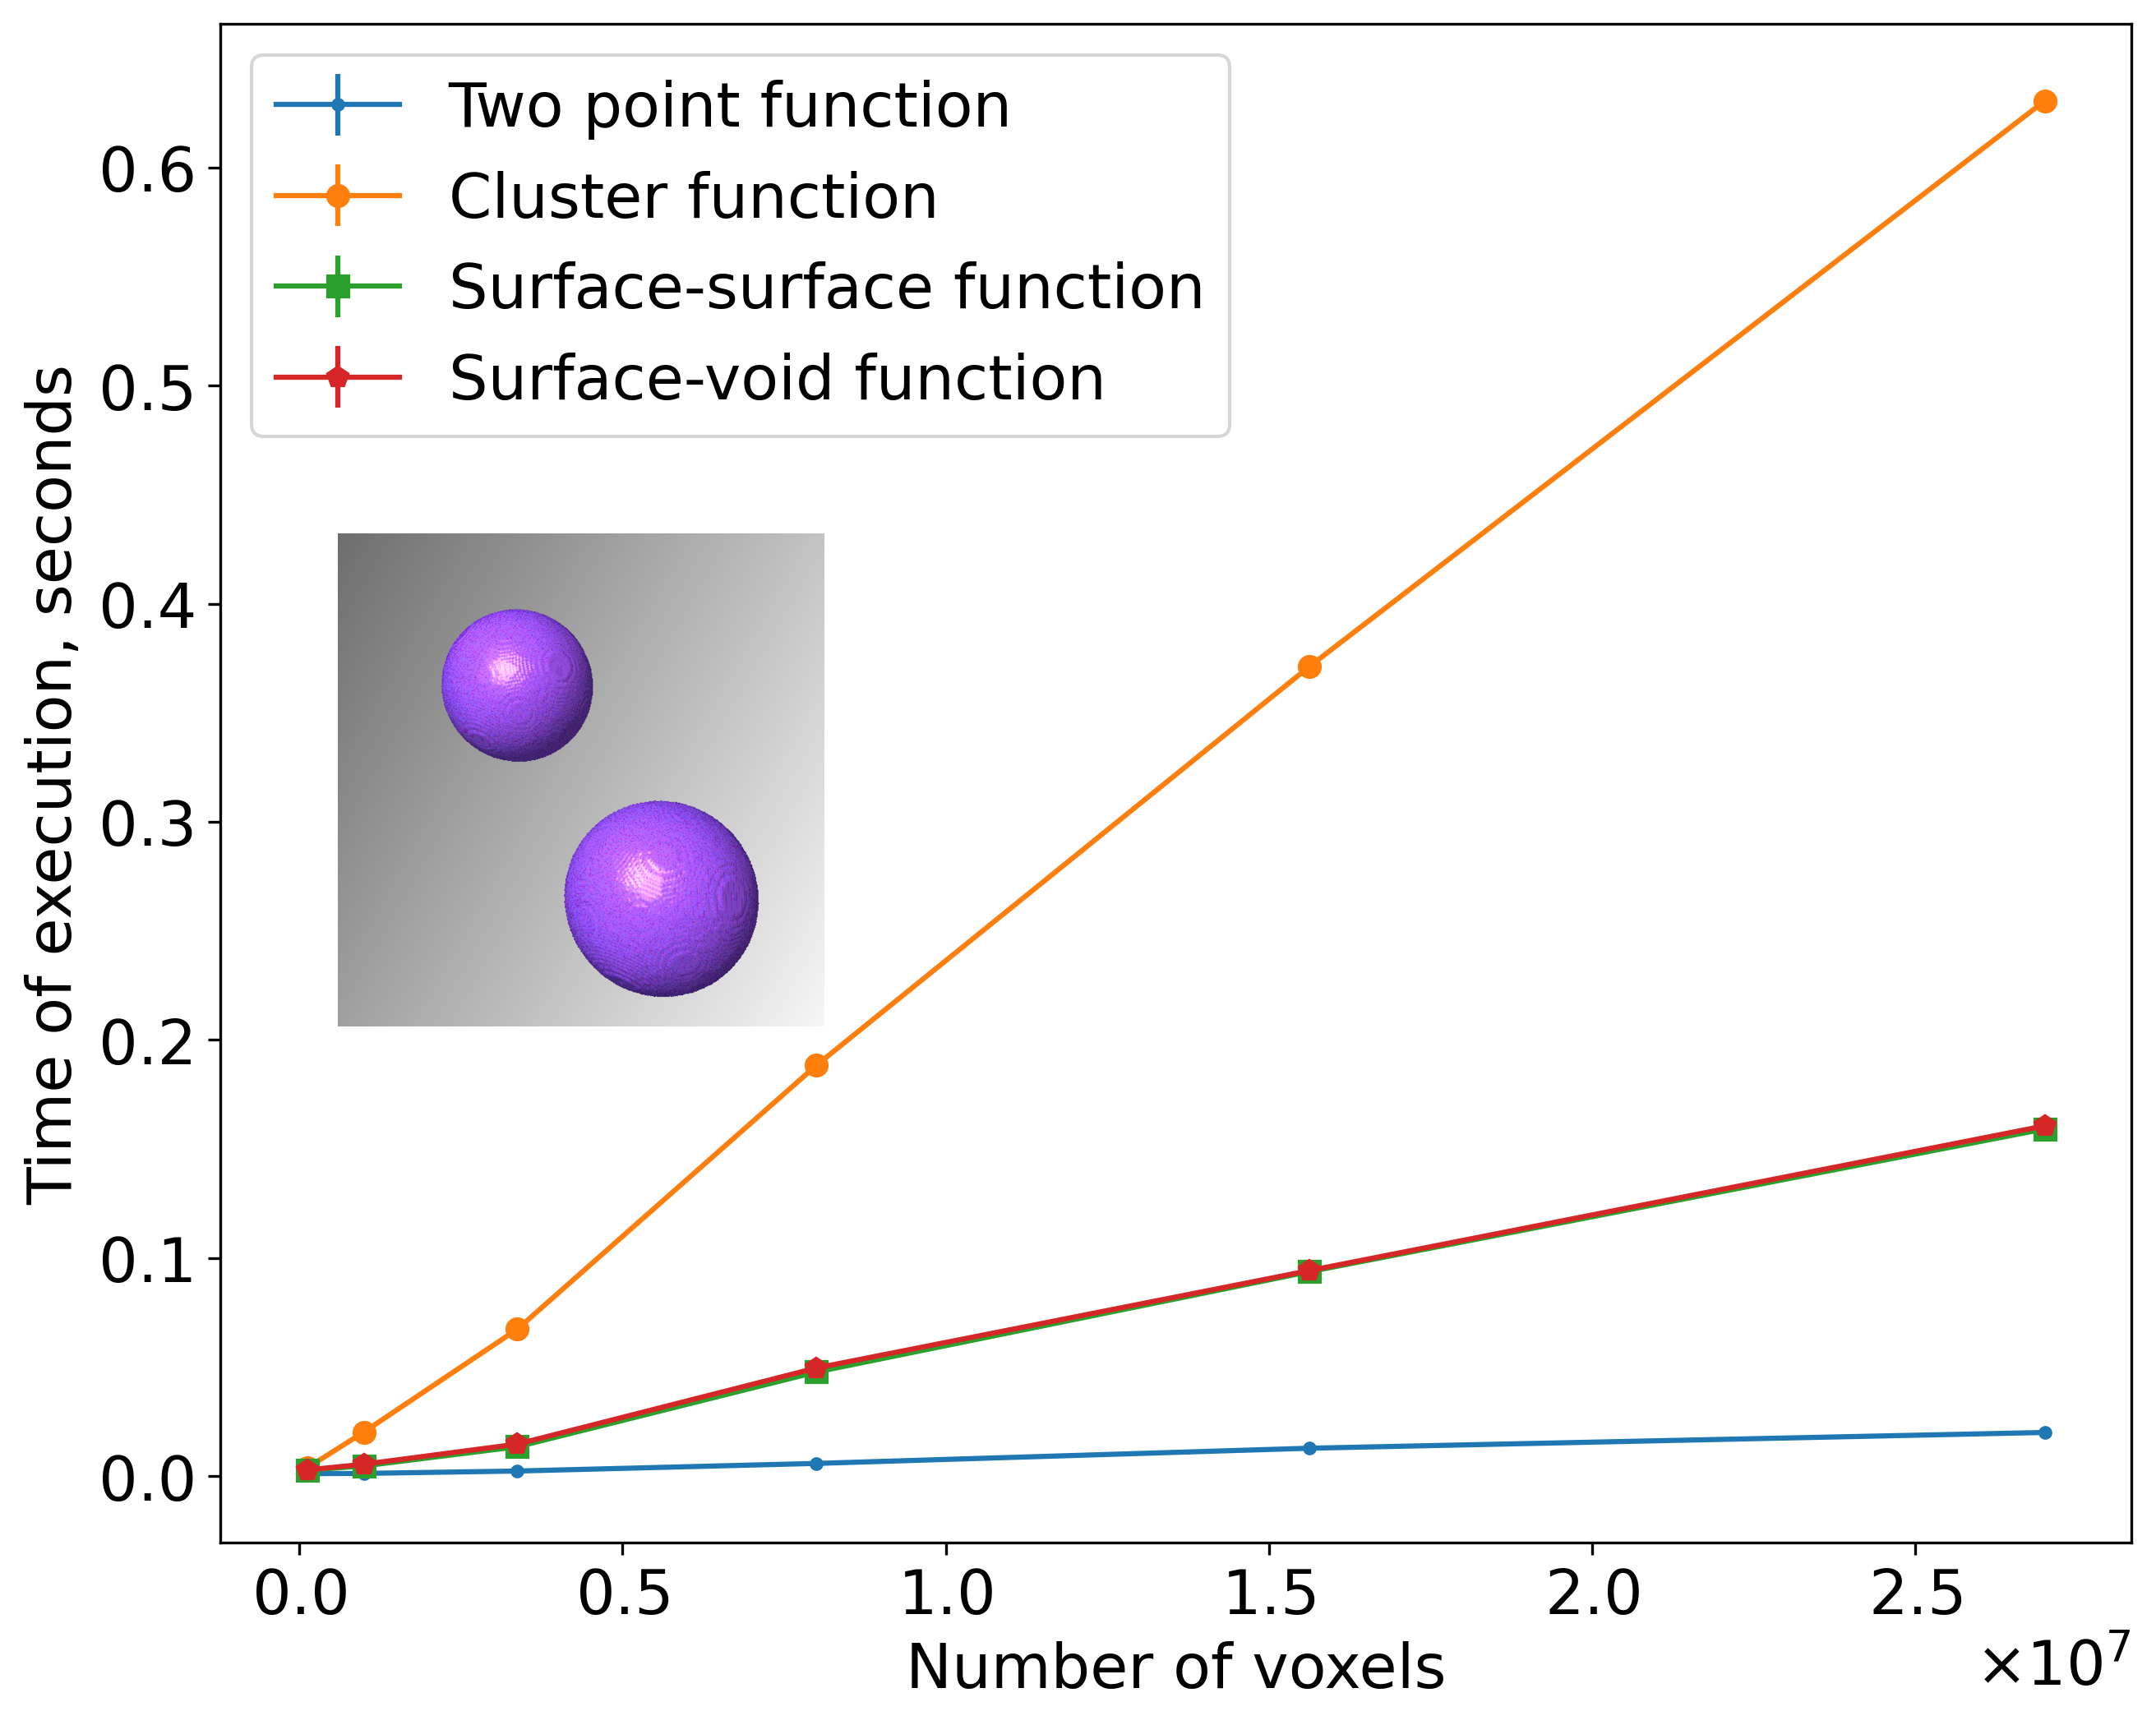 Two point function
Cluster function
Surface-surface function
Surface-void function
Time of execution, seconds
0.6
0.5
0.4
0.3
0.2
0.1
0.0
0.0 0.5 1.0 1.5 2.0 2.5
Number of voxels
×10⁷